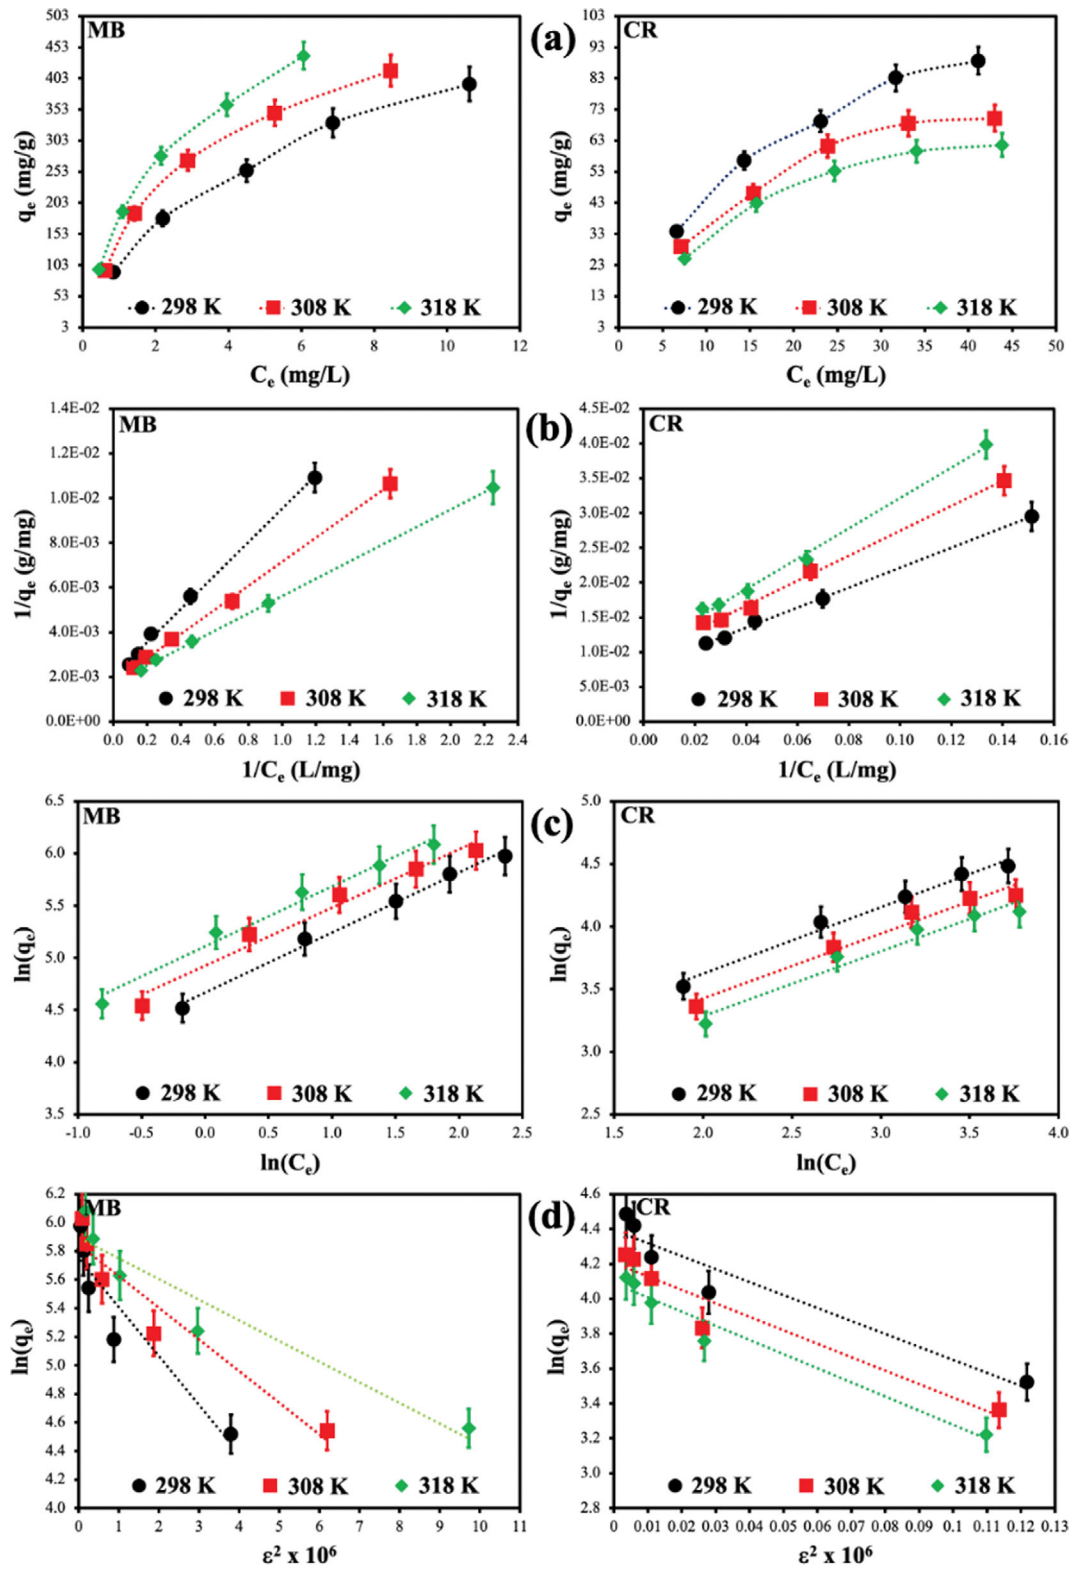 MB
(a)
CR
503
453
403
353
303
253
203
153
103
53
3
qe (mg/g)
298 K
308 K
318 K
0
2
4
6
8
10
12
Ce (mg/L)
103
93
83
73
63
53
43
33
23
13
3
qe (mg/g)
298 K
308 K
318 K
0
5
10
15
20
25
30
35
40
45
50
Ce (mg/L)
MB
(b)
CR
1.4E-02
1.2E-02
1.0E-02
8.0E-03
6.0E-03
4.0E-03
2.0E-03
0.0E+00
1/qe (g/mg)
298 K
308 K
318 K
0.0
0.2
0.4
0.6
0.8
1.0
1.2
1.4
1.6
1.8
2.0
2.2
2.4
1/Ce (L/mg)
4.5E-02
4.0E-02
3.5E-02
3.0E-02
2.5E-02
2.0E-02
1.5E-02
1.0E-02
5.0E-03
0.0E+00
1/qe (g/mg)
298 K
308 K
318 K
0.00
0.02
0.04
0.06
0.08
0.10
0.12
0.14
0.16
1/Ce (L/mg)
MB
(c)
CR
6.5
6.0
5.5
5.0
4.5
4.0
3.5
ln(qe)
298 K
308 K
318 K
-1.0
-0.5
0.0
0.5
1.0
1.5
2.0
2.5
ln(Ce)
5.0
4.5
4.0
3.5
3.0
2.5
ln(qe)
298 K
308 K
318 K
1.5
2.0
2.5
3.0
3.5
4.0
ln(Ce)
MB
(d)
CR
6.2
6.0
5.8
5.6
5.4
5.2
5.0
4.8
4.6
4.4
4.2
4.0
ln(qe)
298 K
308 K
318 K
0
1
2
3
4
5
6
7
8
9
10
11
ε² x 10⁶
4.6
4.4
4.2
4.0
3.8
3.6
3.4
3.2
3.0
2.8
ln(qe)
298 K
308 K
318 K
0
0.01
0.02
0.03
0.04
0.05
0.06
0.07
0.08
0.09
0.1
0.11
0.12
0.13
ε² x 10⁶